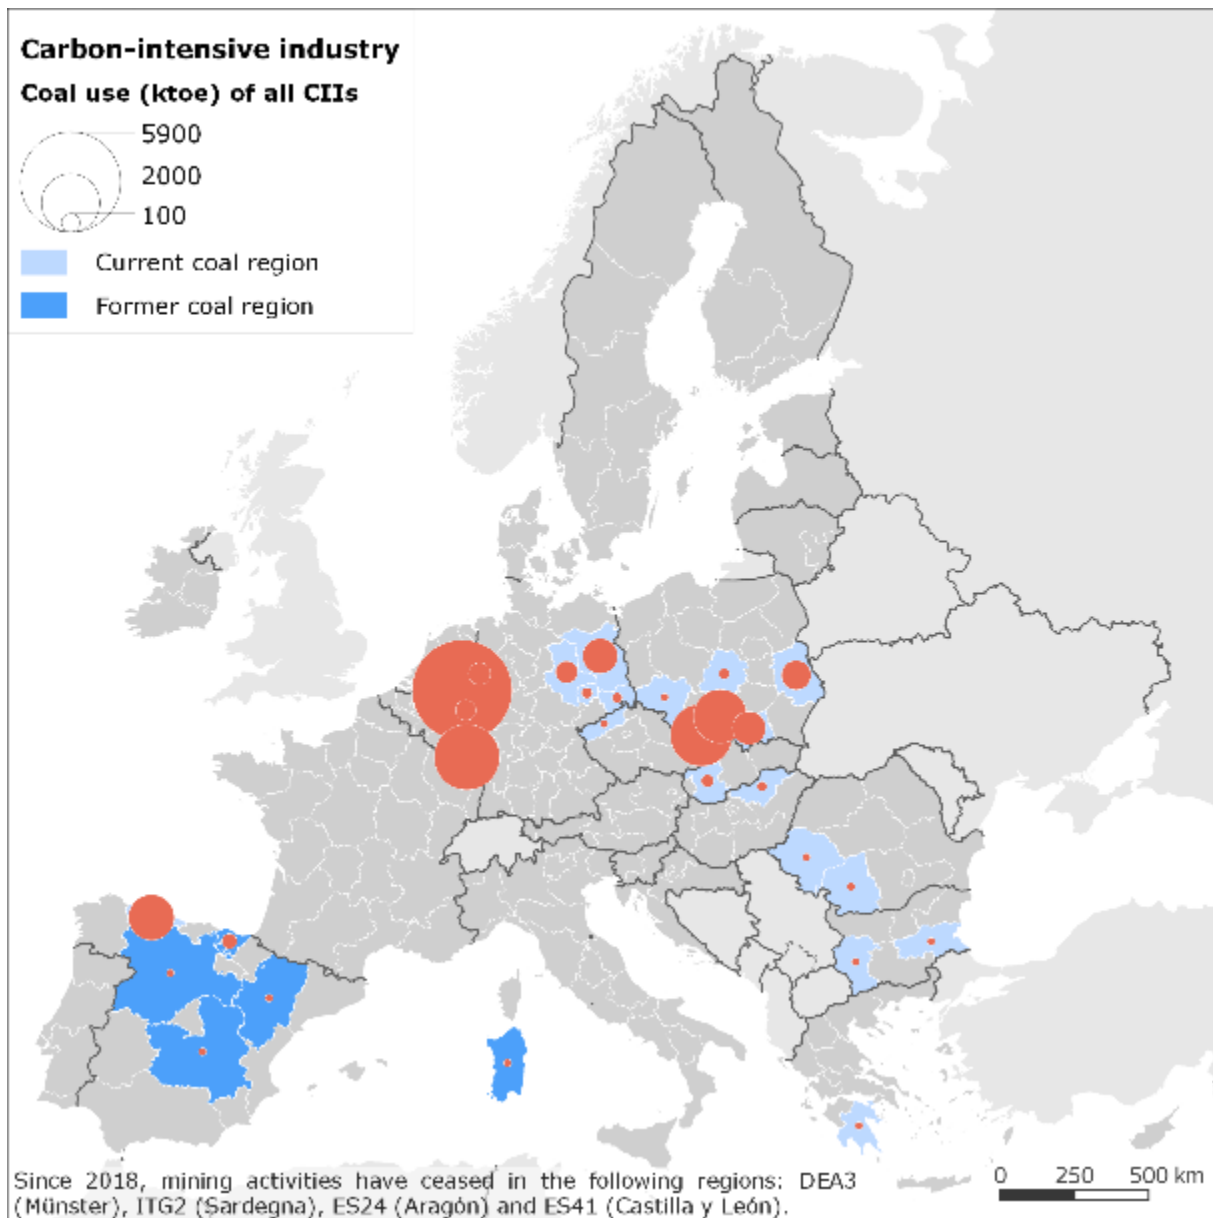 Carbon-intensive industry
Coal use (ktoe) of all CIIs
5900
2000
100
Current coal region
Former coal region
0 250 500 km
Since 2018, mining activities have ceased in the following regions: DEA3
(Münster), ITG2 (Sardegna), ES24 (Aragón) and ES41 (Castilla y León).